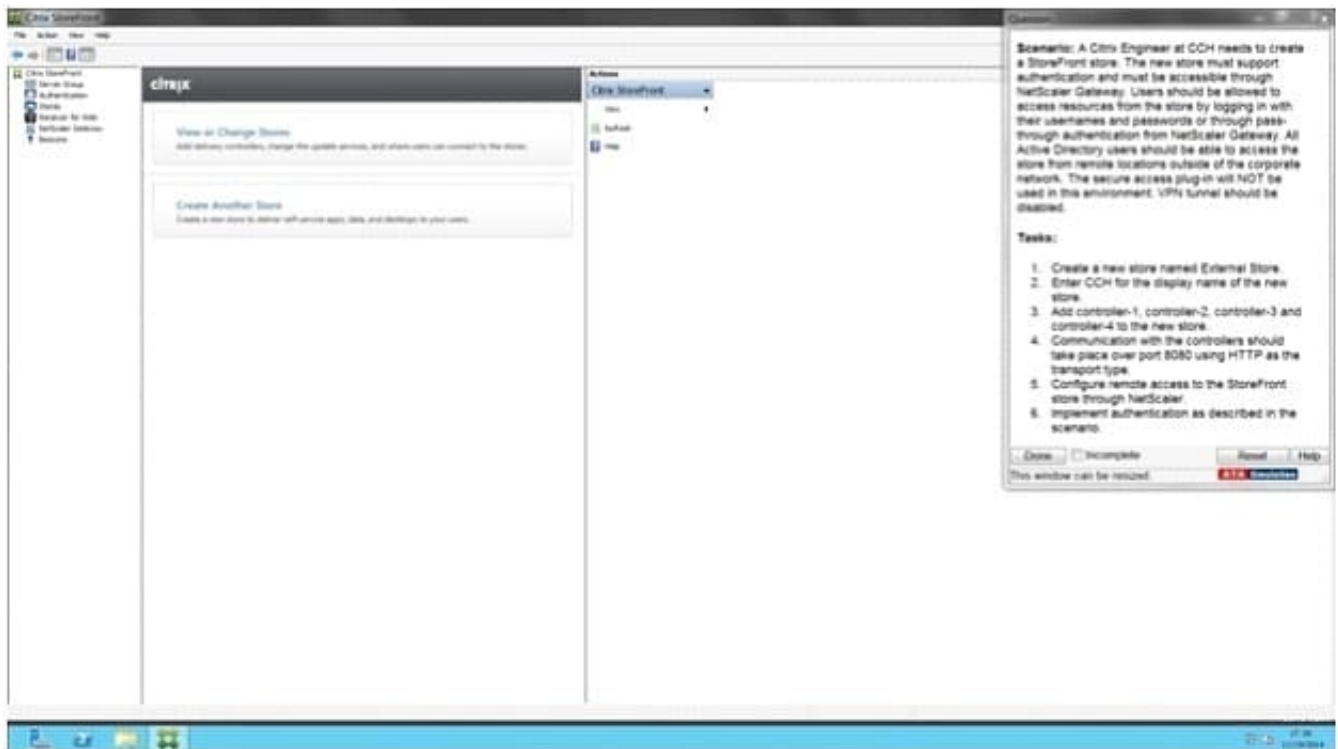 Citrix StoreFront
File Action View Help
Citrix StoreFront
Server Group
Authentication
Stores
Receiver for Web
NetScaler Gateway
Beacons
citrix
View or Change Stores
Add delivery controllers, change the update services, and share users can connect to the stores.
Create Another Store
Create a new store to deliver self-service apps, data, and desktops to your users.
Actions
Citrix StoreFront
View
Refresh
Help
Question
Scenario: A Citrix Engineer at CCH needs to create
a StoreFront store. The new store must support
authentication and must be accessible through
NetScaler Gateway. Users should be allowed to
access resources from the store by logging in with
their usernames and passwords or through pass-
through authentication from NetScaler Gateway. All
Active Directory users should be able to access the
store from remote locations outside of the corporate
network. The secure access plug-in will NOT be
used in this environment. VPN tunnel should be
disabled.
Tasks:
1. Create a new store named External Store.
2. Enter CCH for the display name of the new
store.
3. Add controller-1, controller-2, controller-3 and
controller-4 to the new store.
4. Communication with the controllers should
take place over port 8080 using HTTP as the
transport type.
5. Configure remote access to the StoreFront
store through NetScaler.
6. Implement authentication as described in the
scenario.
Done Incomplete Reset Help
This window can be resized.